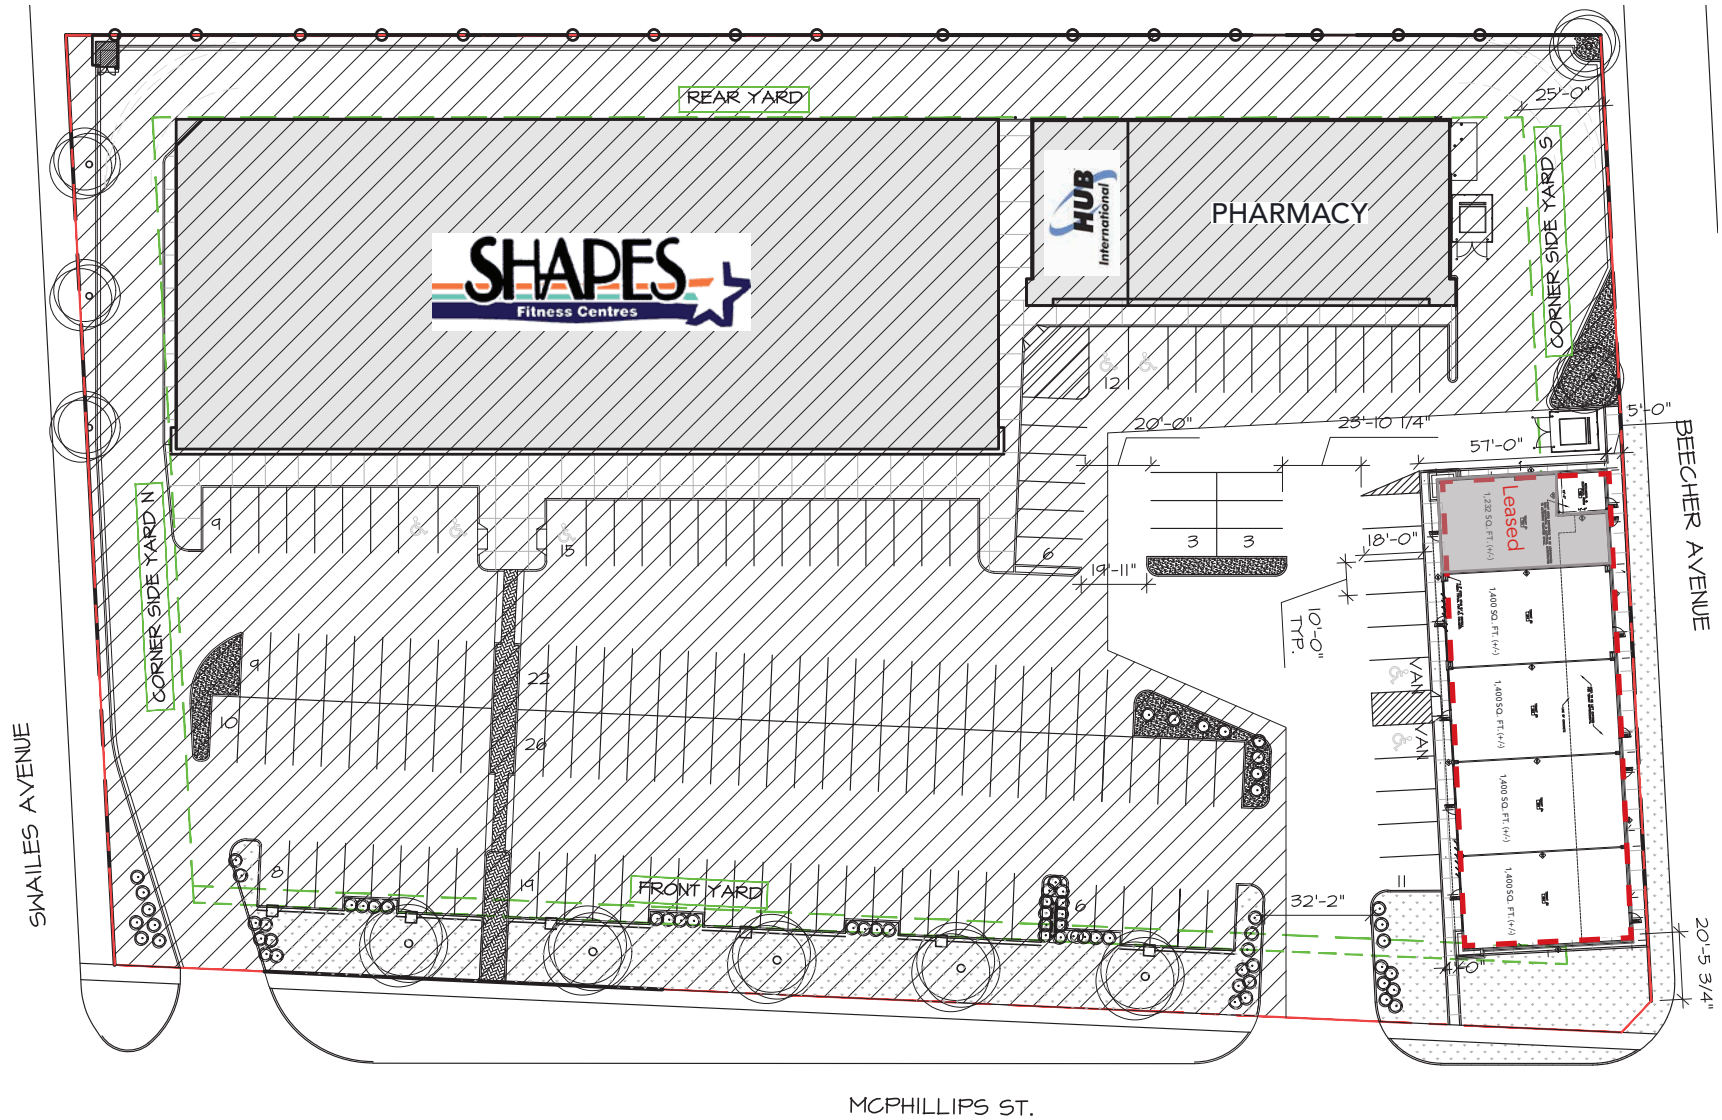 REAR YARD
25'-0"
CORNER SIDE YARD S
HUB
International
PHARMACY
SHAPES
Fitness Centres
12
20'-0"
23'-10 1/4"
57'-0"
5'-0"
BEECHER AVENUE
CORNER SIDE YARD N
9
15
6
3
3
19'-11"
18'-0"
10'-0"
TYP.
Leased
1,232 SQ. FT. (+/-)
1,400 SQ. FT. (+/-)
1,400 SQ. FT. (+/-)
1,400 SQ. FT. (+/-)
1,400 SQ. FT. (+/-)
VAN
VAN
9
22
10
26
8
19
FRONT YARD
6
32'-2"
11
20'-5 3/4"
SWAILES AVENUE
MCPHILLIPS ST.